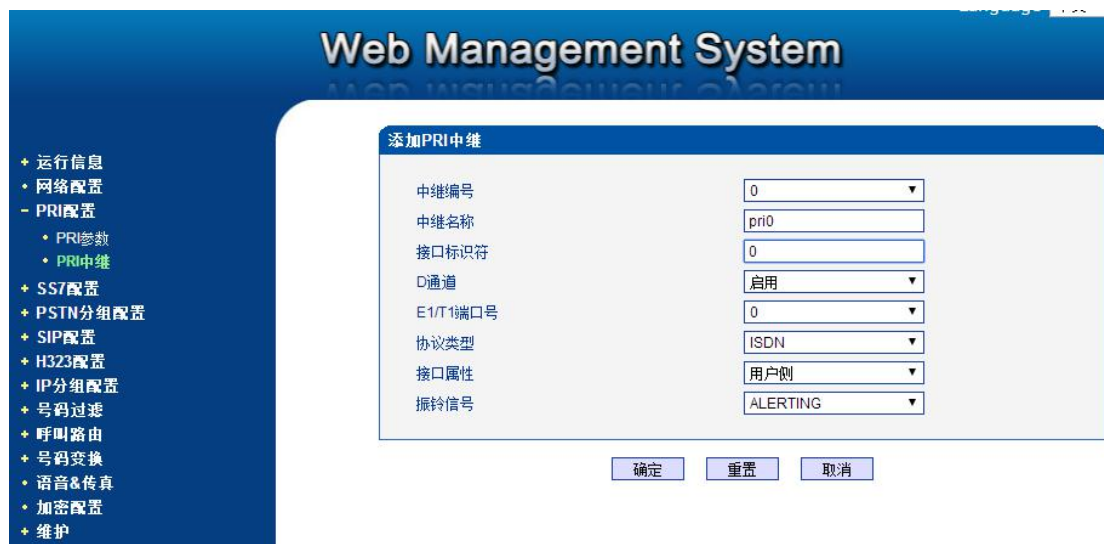 Language
Web Management System
运行信息
网络配置
PRI配置
PRI参数
PRI中继
SS7配置
PSTN分组配置
SIP配置
H323配置
IP分组配置
号码过滤
呼叫路由
号码变换
语音&传真
加密配置
维护
添加PRI中继
中继编号 0
中继名称 pri0
接口标识符 0
D通道 启用
E1/T1端口号 0
协议类型 ISDN
接口属性 用户侧
振铃信号 ALERTING
确定 重置 取消